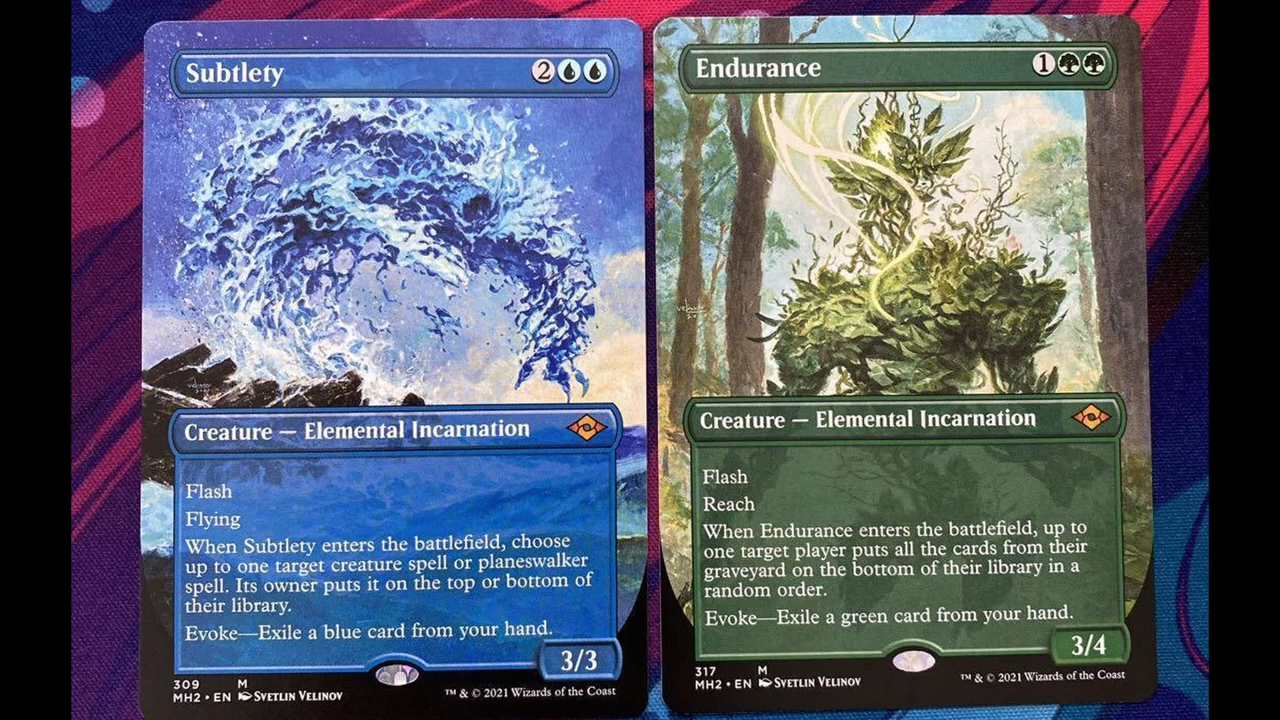 Subtlety 2
Creature — Elemental Incarnation
Flash
Flying
When Subtlety enters the battlefield, choose
up to one target creature spell or planeswalker
spell. Its owner puts it on the top or bottom of
their library.
Evoke—Exile a blue card from your hand.
3/3
309 M
MH2 • EN SVETLIN VELINOV
™ & © 2021 Wizards of the Coast
Endurance 1
Creature — Elemental Incarnation
Flash
Reach
When Endurance enters the battlefield, up to
one target player puts all the cards from their
graveyard on the bottom of their library in a
random order.
Evoke—Exile a green card from your hand.
3/4
317 M
MH2 • EN SVETLIN VELINOV
™ & © 2021 Wizards of the Coast